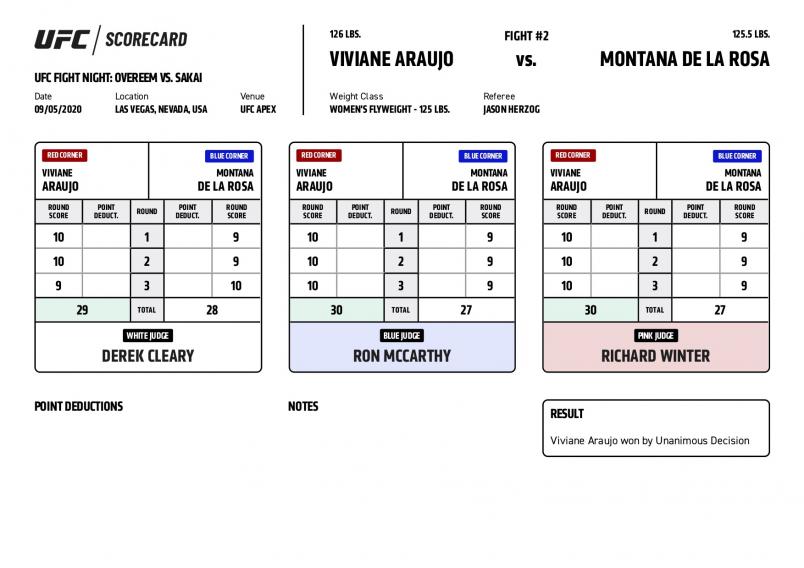 UFC / SCORECARD
UFC FIGHT NIGHT: OVEREEM VS. SAKAI
Date Location Venue
09/05/2020 LAS VEGAS, NEVADA, USA UFC APEX
126 LBS. FIGHT #2 125.5 LBS.
VIVIANE ARAUJO VS. MONTANA DE LA ROSA
Weight Class Referee
WOMEN'S FLYWEIGHT - 125 LBS. JASON HERZOG
RED CORNER BLUE CORNER
VIVIANE MONTANA
ARAUJO DE LA ROSA
ROUND POINT ROUND POINT ROUND
SCORE DEDUCT. DEDUCT. SCORE
10 1 9
10 2 9
9 3 10
29 TOTAL 28
WHITE JUDGE
DEREK CLEARY
RED CORNER BLUE CORNER
VIVIANE MONTANA
ARAUJO DE LA ROSA
ROUND POINT ROUND POINT ROUND
SCORE DEDUCT. DEDUCT. SCORE
10 1 9
10 2 9
10 3 9
30 TOTAL 27
BLUE JUDGE
RON MCCARTHY
RED CORNER BLUE CORNER
VIVIANE MONTANA
ARAUJO DE LA ROSA
ROUND POINT ROUND POINT ROUND
SCORE DEDUCT. DEDUCT. SCORE
10 1 9
10 2 9
10 3 9
30 TOTAL 27
PINK JUDGE
RICHARD WINTER
POINT DEDUCTIONS
NOTES
RESULT
Viviane Araujo won by Unanimous Decision